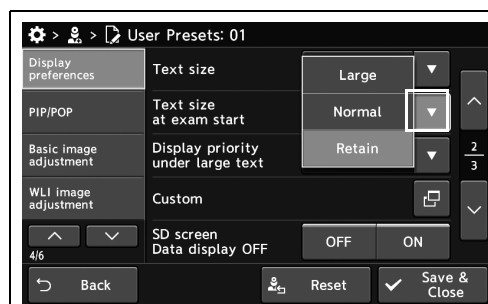 > > User Presets: 01
Display
preferences
Text size
Large
PIP/POP
Text size
at exam start
Normal
Basic image
adjustment
Display priority
under large text
Retain
2
3
WLI image
adjustment
Custom
4/6
SD screen
Data display OFF
OFF
ON
Back
Reset
Save &
Close